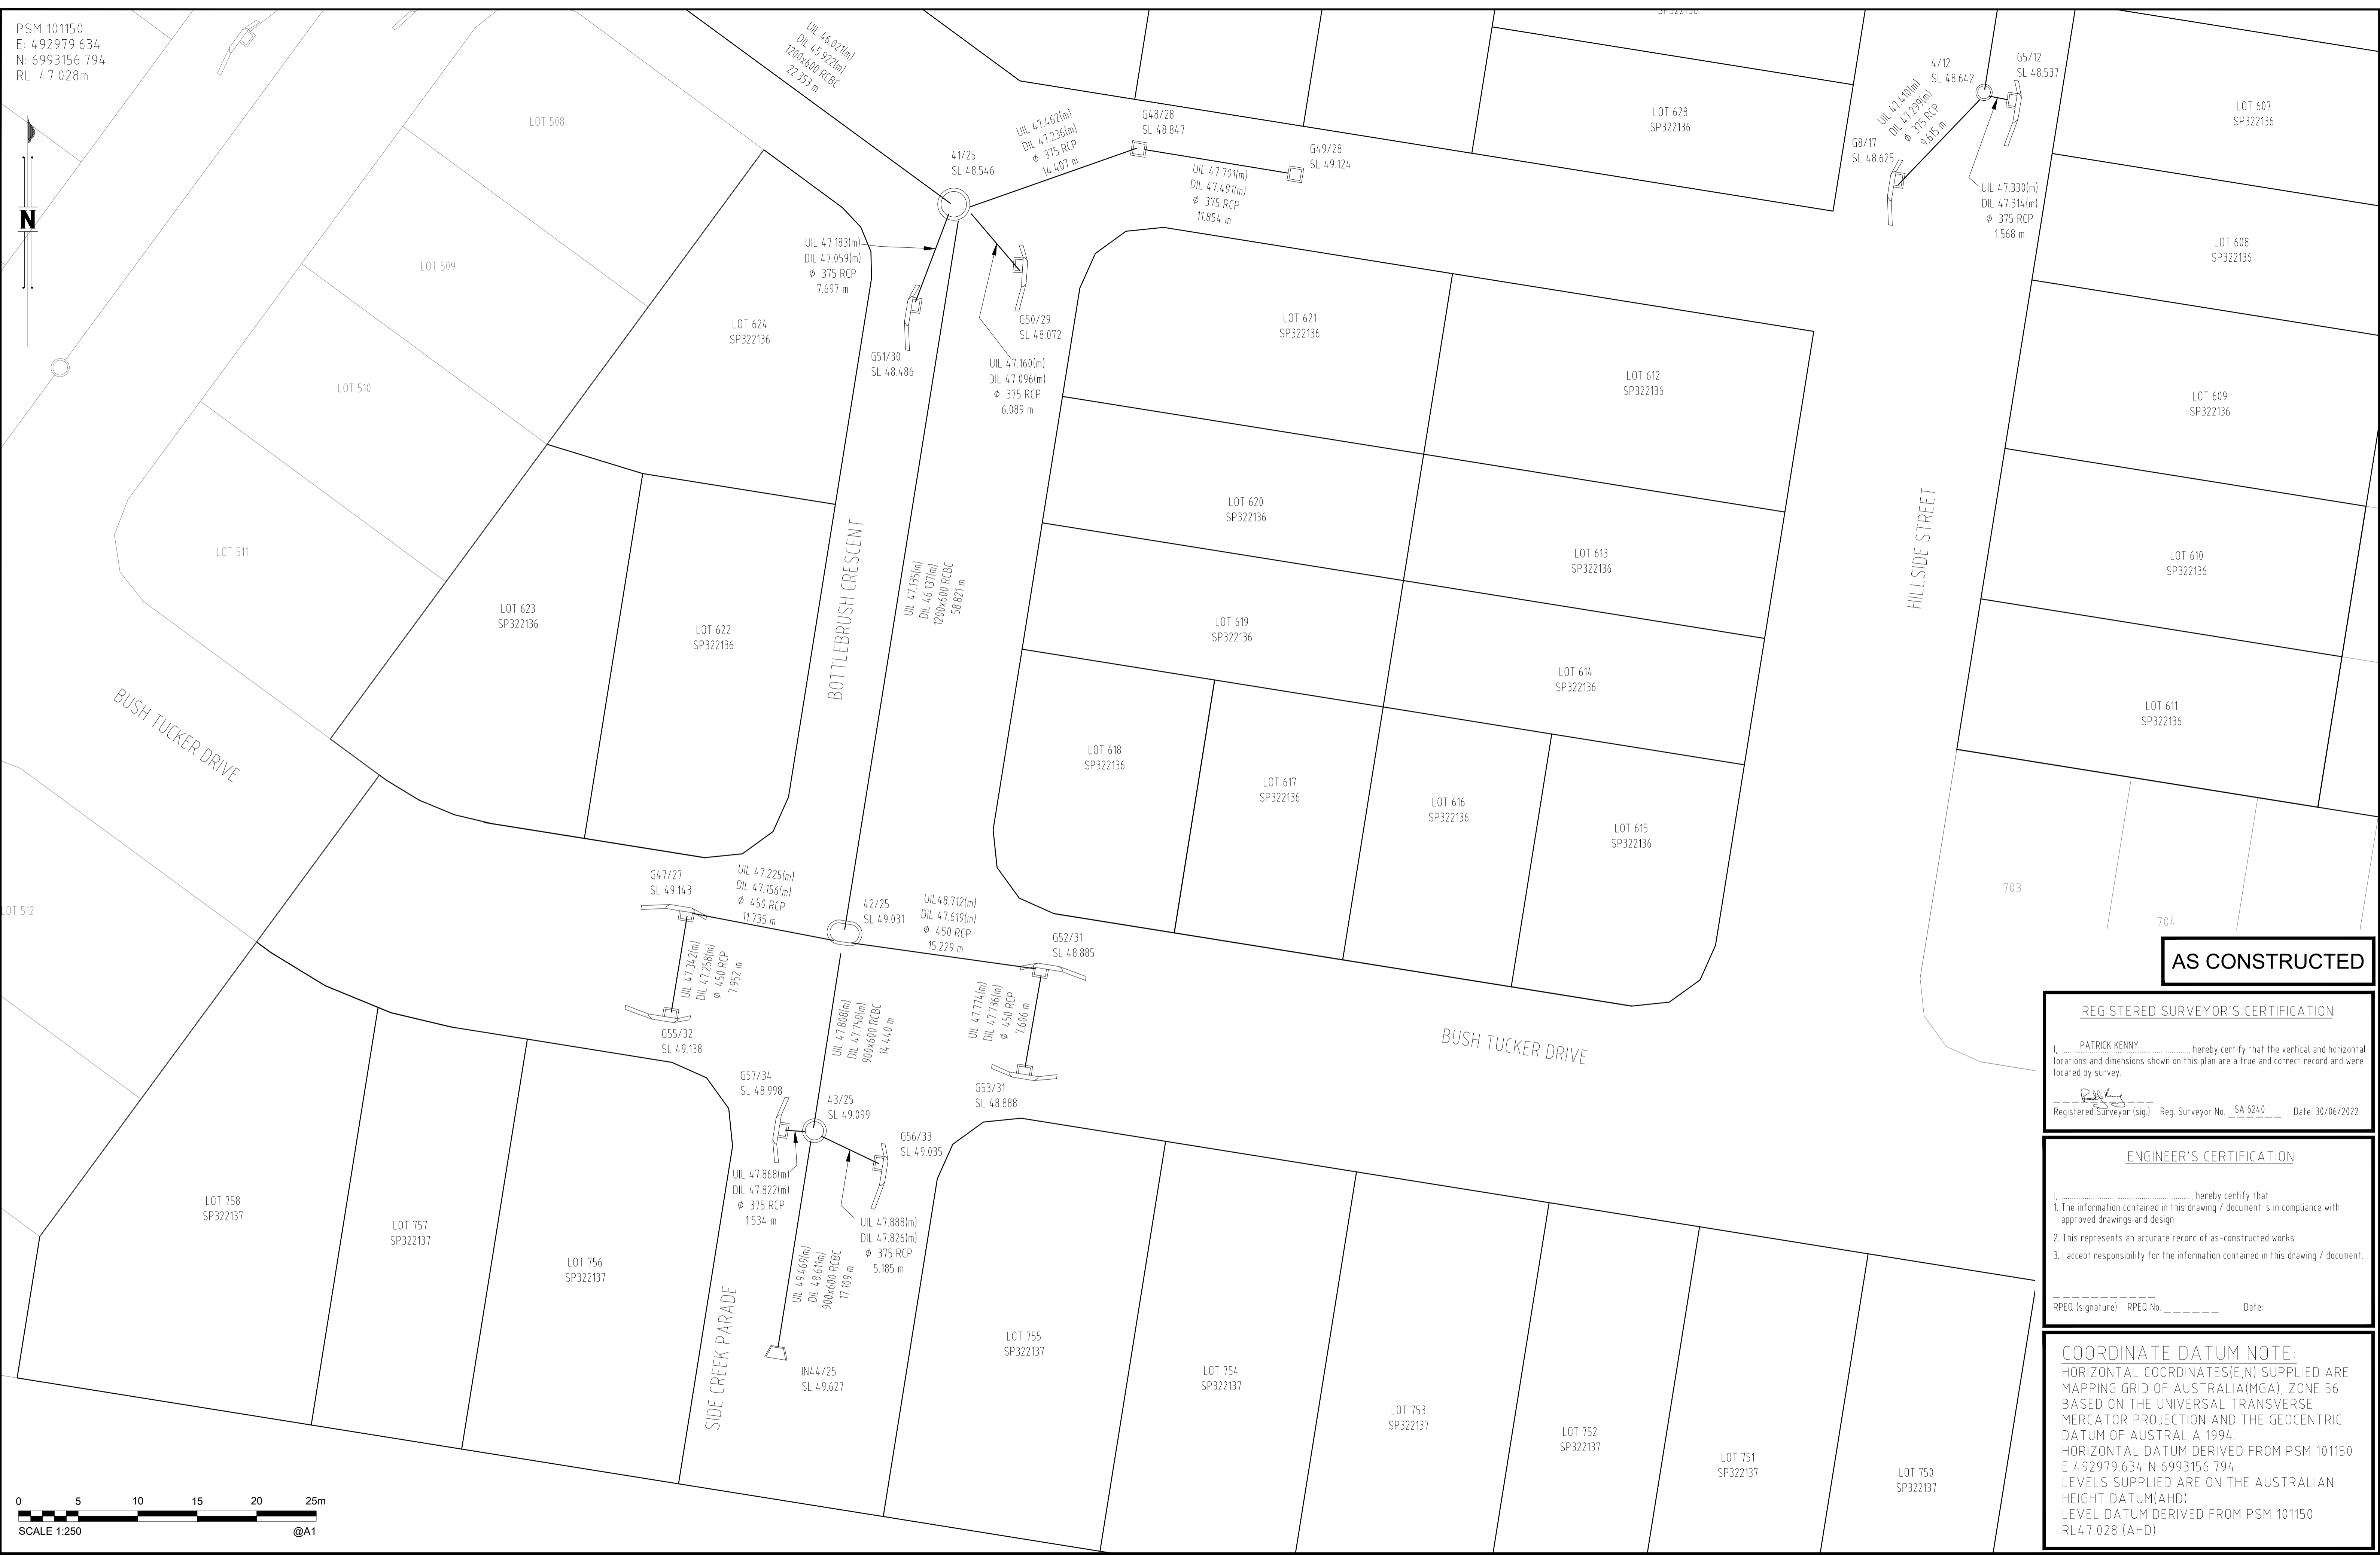 PSM 101150
E: 492979.634
N: 6993156.794
RL: 47.028m
N
LOT 508
LOT 509
LOT 510
LOT 511
LOT 512
UIL 46.021(m)
DIL 45.922(m)
1200x600 RCBC
22.353 m
41/25
SL 48.546
UIL 47.462(m)
DIL 47.236(m)
ϕ 375 RCP
14.407 m
G48/28
SL 48.847
UIL 47.701(m)
DIL 47.491(m)
ϕ 375 RCP
11.854 m
G49/28
SL 49.124
LOT 628
SP322136
UIL 47.410(m)
DIL 47.299(m)
ϕ 375 RCP
9.615 m
4/12
SL 48.642
G5/12
SL 48.537
G8/17
SL 48.625
UIL 47.330(m)
DIL 47.314(m)
ϕ 375 RCP
1.568 m
LOT 607
SP322136
LOT 608
SP322136
LOT 609
SP322136
LOT 610
SP322136
LOT 611
SP322136
UIL 47.183(m)
DIL 47.059(m)
ϕ 375 RCP
7.697 m
G51/30
SL 48.486
G50/29
SL 48.072
UIL 47.160(m)
DIL 47.096(m)
ϕ 375 RCP
6.089 m
LOT 624
SP322136
LOT 623
SP322136
LOT 622
SP322136
LOT 621
SP322136
LOT 612
SP322136
LOT 620
SP322136
LOT 613
SP322136
LOT 619
SP322136
LOT 614
SP322136
LOT 618
SP322136
LOT 617
SP322136
LOT 616
SP322136
LOT 615
SP322136
BOTTLEBRUSH CRESCENT
UIL 47.135(m)
DIL 46.137(m)
1200x600 RCBC
58.821 m
HILLSIDE STREET
BUSH TUCKER DRIVE
703
704
G47/27
SL 49.143
UIL 47.225(m)
DIL 47.156(m)
ϕ 450 RCP
11.735 m
42/25
SL 49.031
UIL 48.712(m)
DIL 47.619(m)
ϕ 450 RCP
15.229 m
G52/31
SL 48.885
UIL 47.342(m)
DIL 47.258(m)
ϕ 450 RCP
7.952 m
G55/32
SL 49.138
UIL 47.808(m)
DIL 47.750(m)
900x600 RCBC
14.440 m
UIL 47.774(m)
DIL 47.736(m)
ϕ 450 RCP
7.606 m
G53/31
SL 48.888
BUSH TUCKER DRIVE
G57/34
SL 48.998
43/25
SL 49.099
G56/33
SL 49.035
UIL 47.868(m)
DIL 47.822(m)
ϕ 375 RCP
1.534 m
UIL 47.888(m)
DIL 47.826(m)
ϕ 375 RCP
5.185 m
UIL 49.469(m)
DIL 48.611(m)
900x600 RCBC
17.109 m
IN44/25
SL 49.627
SIDE CREEK PARADE
LOT 758
SP322137
LOT 757
SP322137
LOT 756
SP322137
LOT 755
SP322137
LOT 754
SP322137
LOT 753
SP322137
LOT 752
SP322137
LOT 751
SP322137
LOT 750
SP322137
0 5 10 15 20 25m
SCALE 1:250 @A1
AS CONSTRUCTED
REGISTERED SURVEYOR'S CERTIFICATION
I, PATRICK KENNY, hereby certify that the vertical and horizontal
locations and dimensions shown on this plan are a true and correct record and were
located by survey.
Registered Surveyor (sig.) Reg. Surveyor No. SA 6240 Date: 30/06/2022
ENGINEER'S CERTIFICATION
I, ........................, hereby certify that:
1. The information contained in this drawing / document is in compliance with
approved drawings and design.
2. This represents an accurate record of as-constructed works
3. I accept responsibility for the information contained in this drawing / document.
RPEQ (signature) RPEQ No. ______ Date:
COORDINATE DATUM NOTE:
HORIZONTAL COORDINATES(E,N) SUPPLIED ARE
MAPPING GRID OF AUSTRALIA(MGA), ZONE 56
BASED ON THE UNIVERSAL TRANSVERSE
MERCATOR PROJECTION AND THE GEOCENTRIC
DATUM OF AUSTRALIA 1994.
HORIZONTAL DATUM DERIVED FROM PSM 101150
E 492979.634 N 6993156.794.
LEVELS SUPPLIED ARE ON THE AUSTRALIAN
HEIGHT DATUM(AHD)
LEVEL DATUM DERIVED FROM PSM 101150
RL47.028 (AHD)